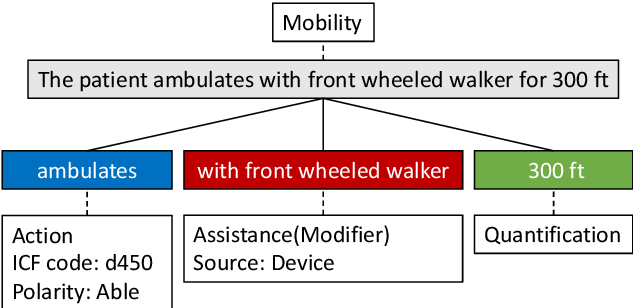 Mobility
The patient ambulates with front wheeled walker for 300 ft
ambulates
with front wheeled walker
300 ft
Action
ICF code: d450
Polarity: Able
Assistance(Modifier)
Source: Device
Quantification